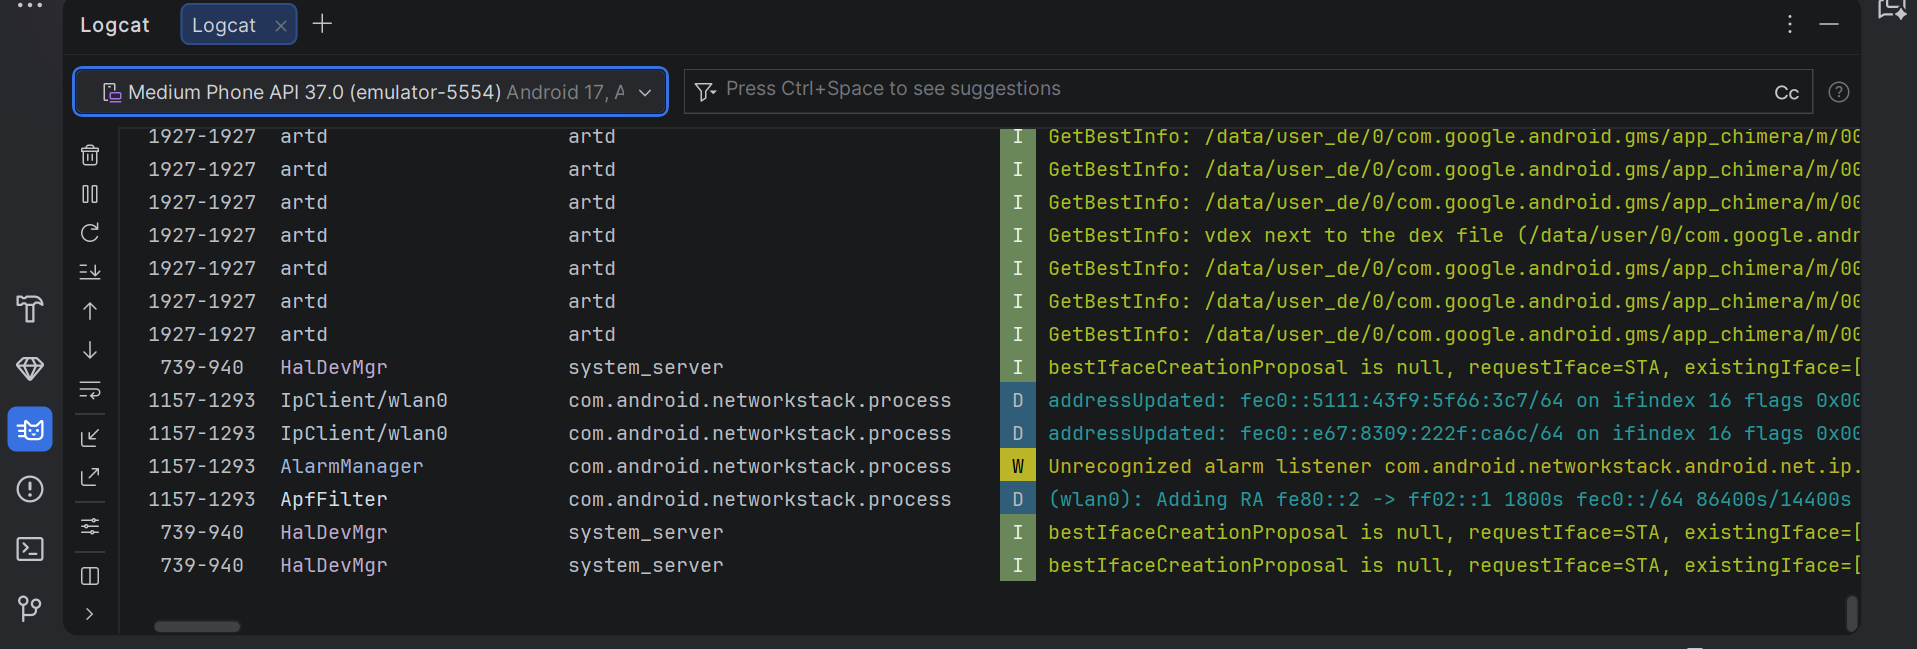 Logcat Logcat
Medium Phone API 37.0 (emulator-5554) Android 17, A Press Ctrl+Space to see suggestions Cc ?
1927-1927 artd artd I GetBestInfo: /data/user_de/0/com.google.android.gms/app_chimera/m/00
1927-1927 artd artd I GetBestInfo: /data/user_de/0/com.google.android.gms/app_chimera/m/00
1927-1927 artd artd I GetBestInfo: /data/user_de/0/com.google.android.gms/app_chimera/m/00
1927-1927 artd artd I GetBestInfo: vdex next to the dex file (/data/user/0/com.google.andr
1927-1927 artd artd I GetBestInfo: /data/user_de/0/com.google.android.gms/app_chimera/m/00
1927-1927 artd artd I GetBestInfo: /data/user_de/0/com.google.android.gms/app_chimera/m/00
1927-1927 artd artd I GetBestInfo: /data/user_de/0/com.google.android.gms/app_chimera/m/00
739-940 HalDevMgr system_server I bestIfaceCreationProposal is null, requestIface=STA, existingIface=[
1157-1293 IpClient/wlan0 com.android.networkstack.process D addressUpdated: fec0::5111:43f9:5f66:3c7/64 on ifindex 16 flags 0x00
1157-1293 IpClient/wlan0 com.android.networkstack.process D addressUpdated: fec0::e67:8309:222f:ca6c/64 on ifindex 16 flags 0x00
1157-1293 AlarmManager com.android.networkstack.process W Unrecognized alarm listener com.android.networkstack.android.net.ip.
1157-1293 ApfFilter com.android.networkstack.process D (wlan0): Adding RA fe80::2 -> ff02::1 1800s fec0::/64 86400s/14400s
739-940 HalDevMgr system_server I bestIfaceCreationProposal is null, requestIface=STA, existingIface=[
739-940 HalDevMgr system_server I bestIfaceCreationProposal is null, requestIface=STA, existingIface=[